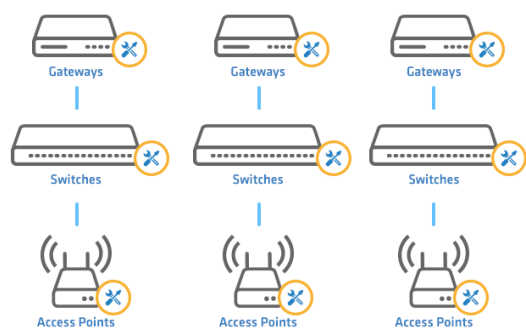 Gateways
Gateways
Gateways
Switches
Switches
Switches
Access Points
Access Points
Access Points